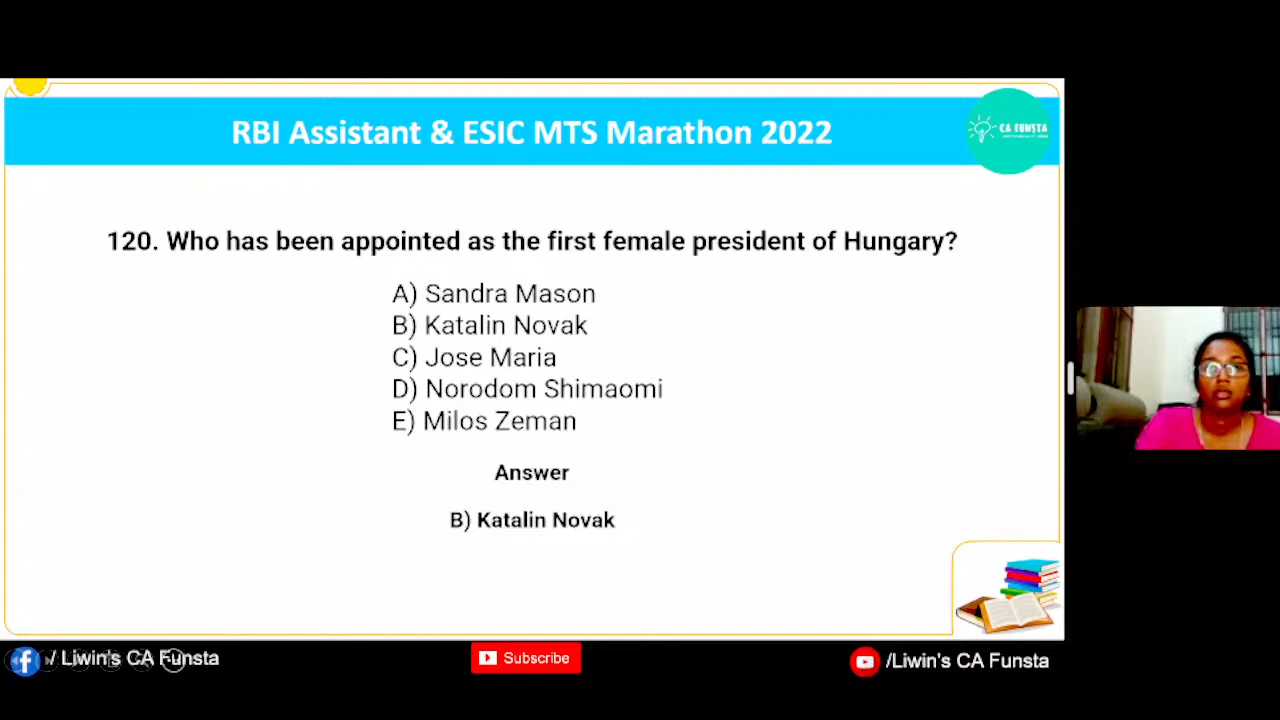 RBI Assistant & ESIC MTS Marathon 2022
CA FUNSTA
120. Who has been appointed as the first female president of Hungary?
A) Sandra Mason
B) Katalin Novak
C) Jose Maria
D) Norodom Shimaomi
E) Milos Zeman
Answer
B) Katalin Novak
/ Liwin's CA Funsta
Subscribe
/Liwin's CA Funsta